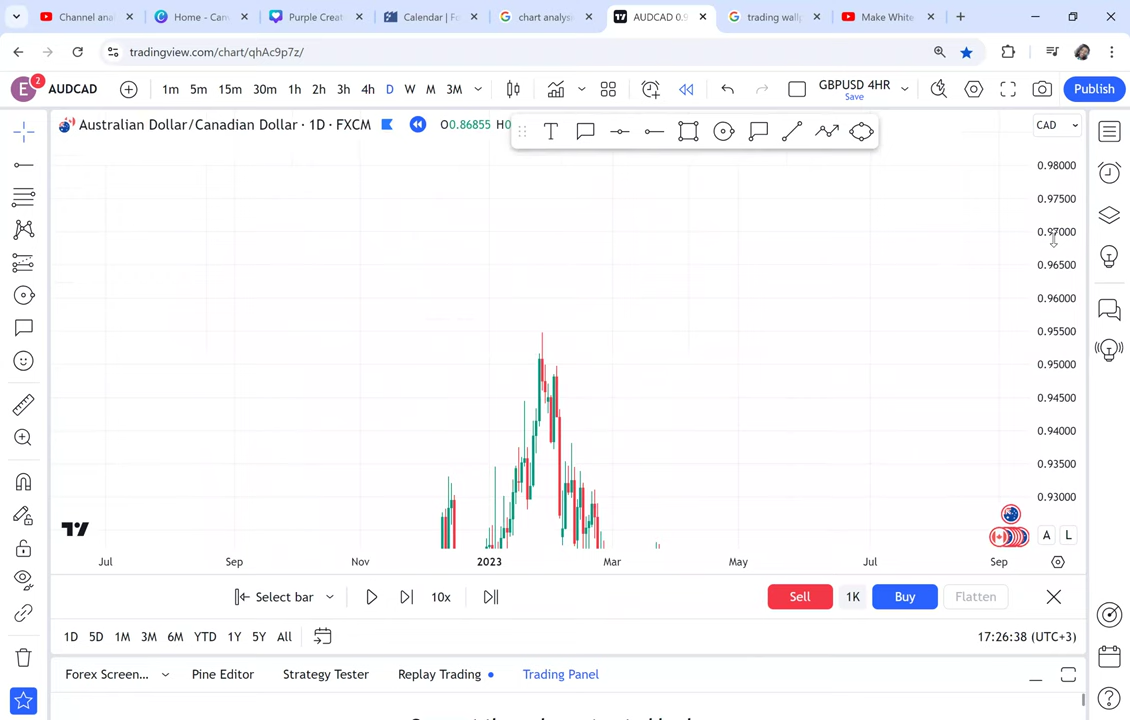 Channel ana
Home - Can
Purple Creat
Calendar | Fo
chart analysi
AUDCAD 0.9
trading wallp
Make White
tradingview.com/chart/qhAc9p7z/
E 2 AUDCAD 1m 5m 15m 30m 1h 2h 3h 4h D W M 3M GBPUSD 4HR Save Publish
Australian Dollar/Canadian Dollar · 1D · FXCM O0.86855 H0
T
CAD
0.98000
0.97500
0.97000
0.96500
0.96000
0.95500
0.95000
0.94500
0.94000
0.93500
0.93000
A L
Jul Sep Nov 2023 Mar May Jul Sep
Select bar 10x Sell 1K Buy Flatten
1D 5D 1M 3M 6M YTD 1Y 5Y All 17:26:38 (UTC+3)
Forex Screen... Pine Editor Strategy Tester Replay Trading Trading Panel